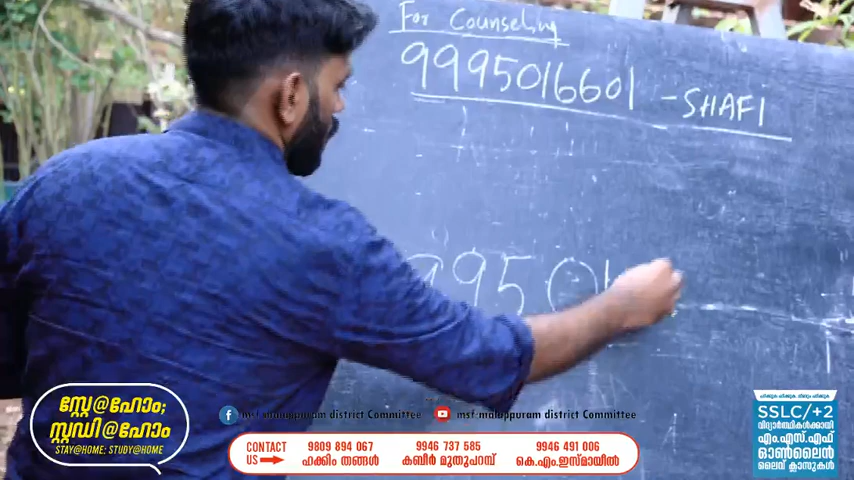 For Counseling
9995016601 - SHAFI
995 01
സ്റ്റേ@ഹോം;
സ്റ്റഡി@ഹോം
STAY@HOME: STUDY@HOME
msf malappuram district Committee
msf malappuram district Committee
CONTACT US
9809 894 067
ഹക്കിം തങ്ങൾ
9946 737 585
കബീർ മുതുപറമ്പ്
9946 491 006
കെ.എം.ഇസ്മായീൽ
SSLC/+2
വിദ്യാർത്ഥികൾക്കായി
എം.എസ്.എഫ്
ഓൺലൈൻ
ലൈവ് ക്ലാസുകൾ